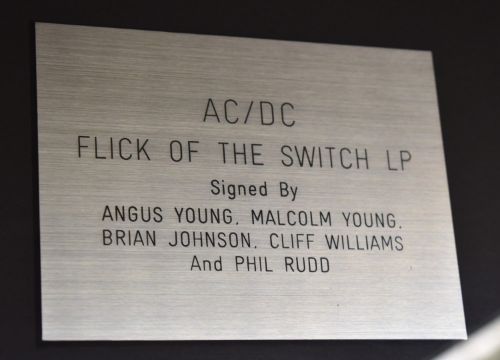 AC/DC
FLICK OF THE SWITCH LP
Signed By
ANGUS YOUNG, MALCOLM YOUNG,
BRIAN JOHNSON, CLIFF WILLIAMS
And PHIL RUDD